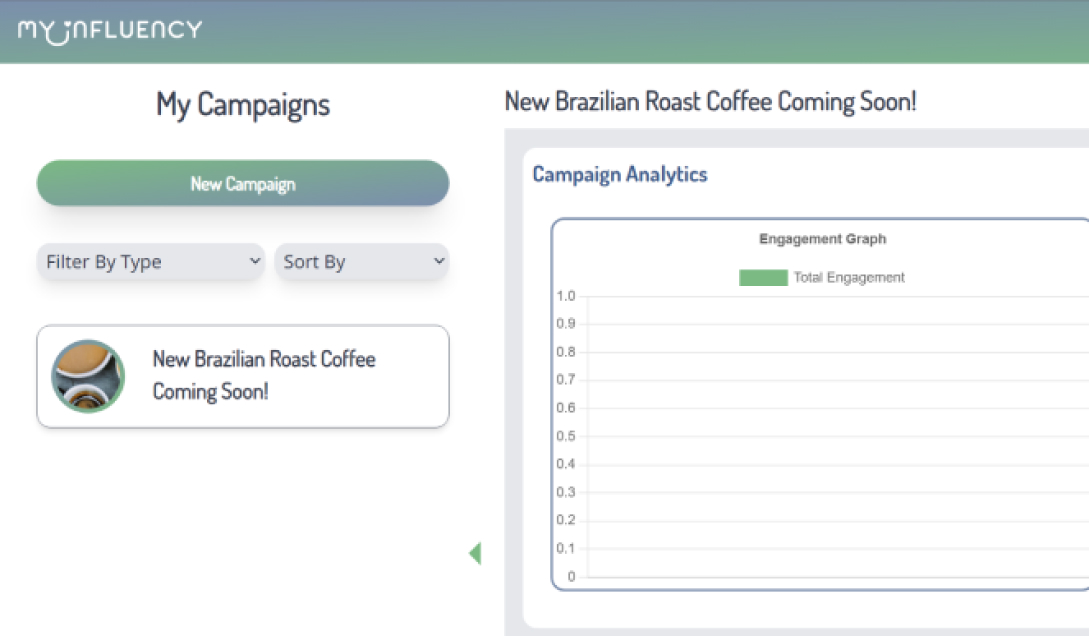 MY INFLUENCY
My Campaigns
New Campaign
Filter By Type
Sort By
New Brazilian Roast Coffee
Coming Soon!
New Brazilian Roast Coffee Coming Soon!
Campaign Analytics
Engagement Graph
Total Engagement
1.0
0.9
0.8
0.7
0.6
0.5
0.4
0.3
0.2
0.1
0